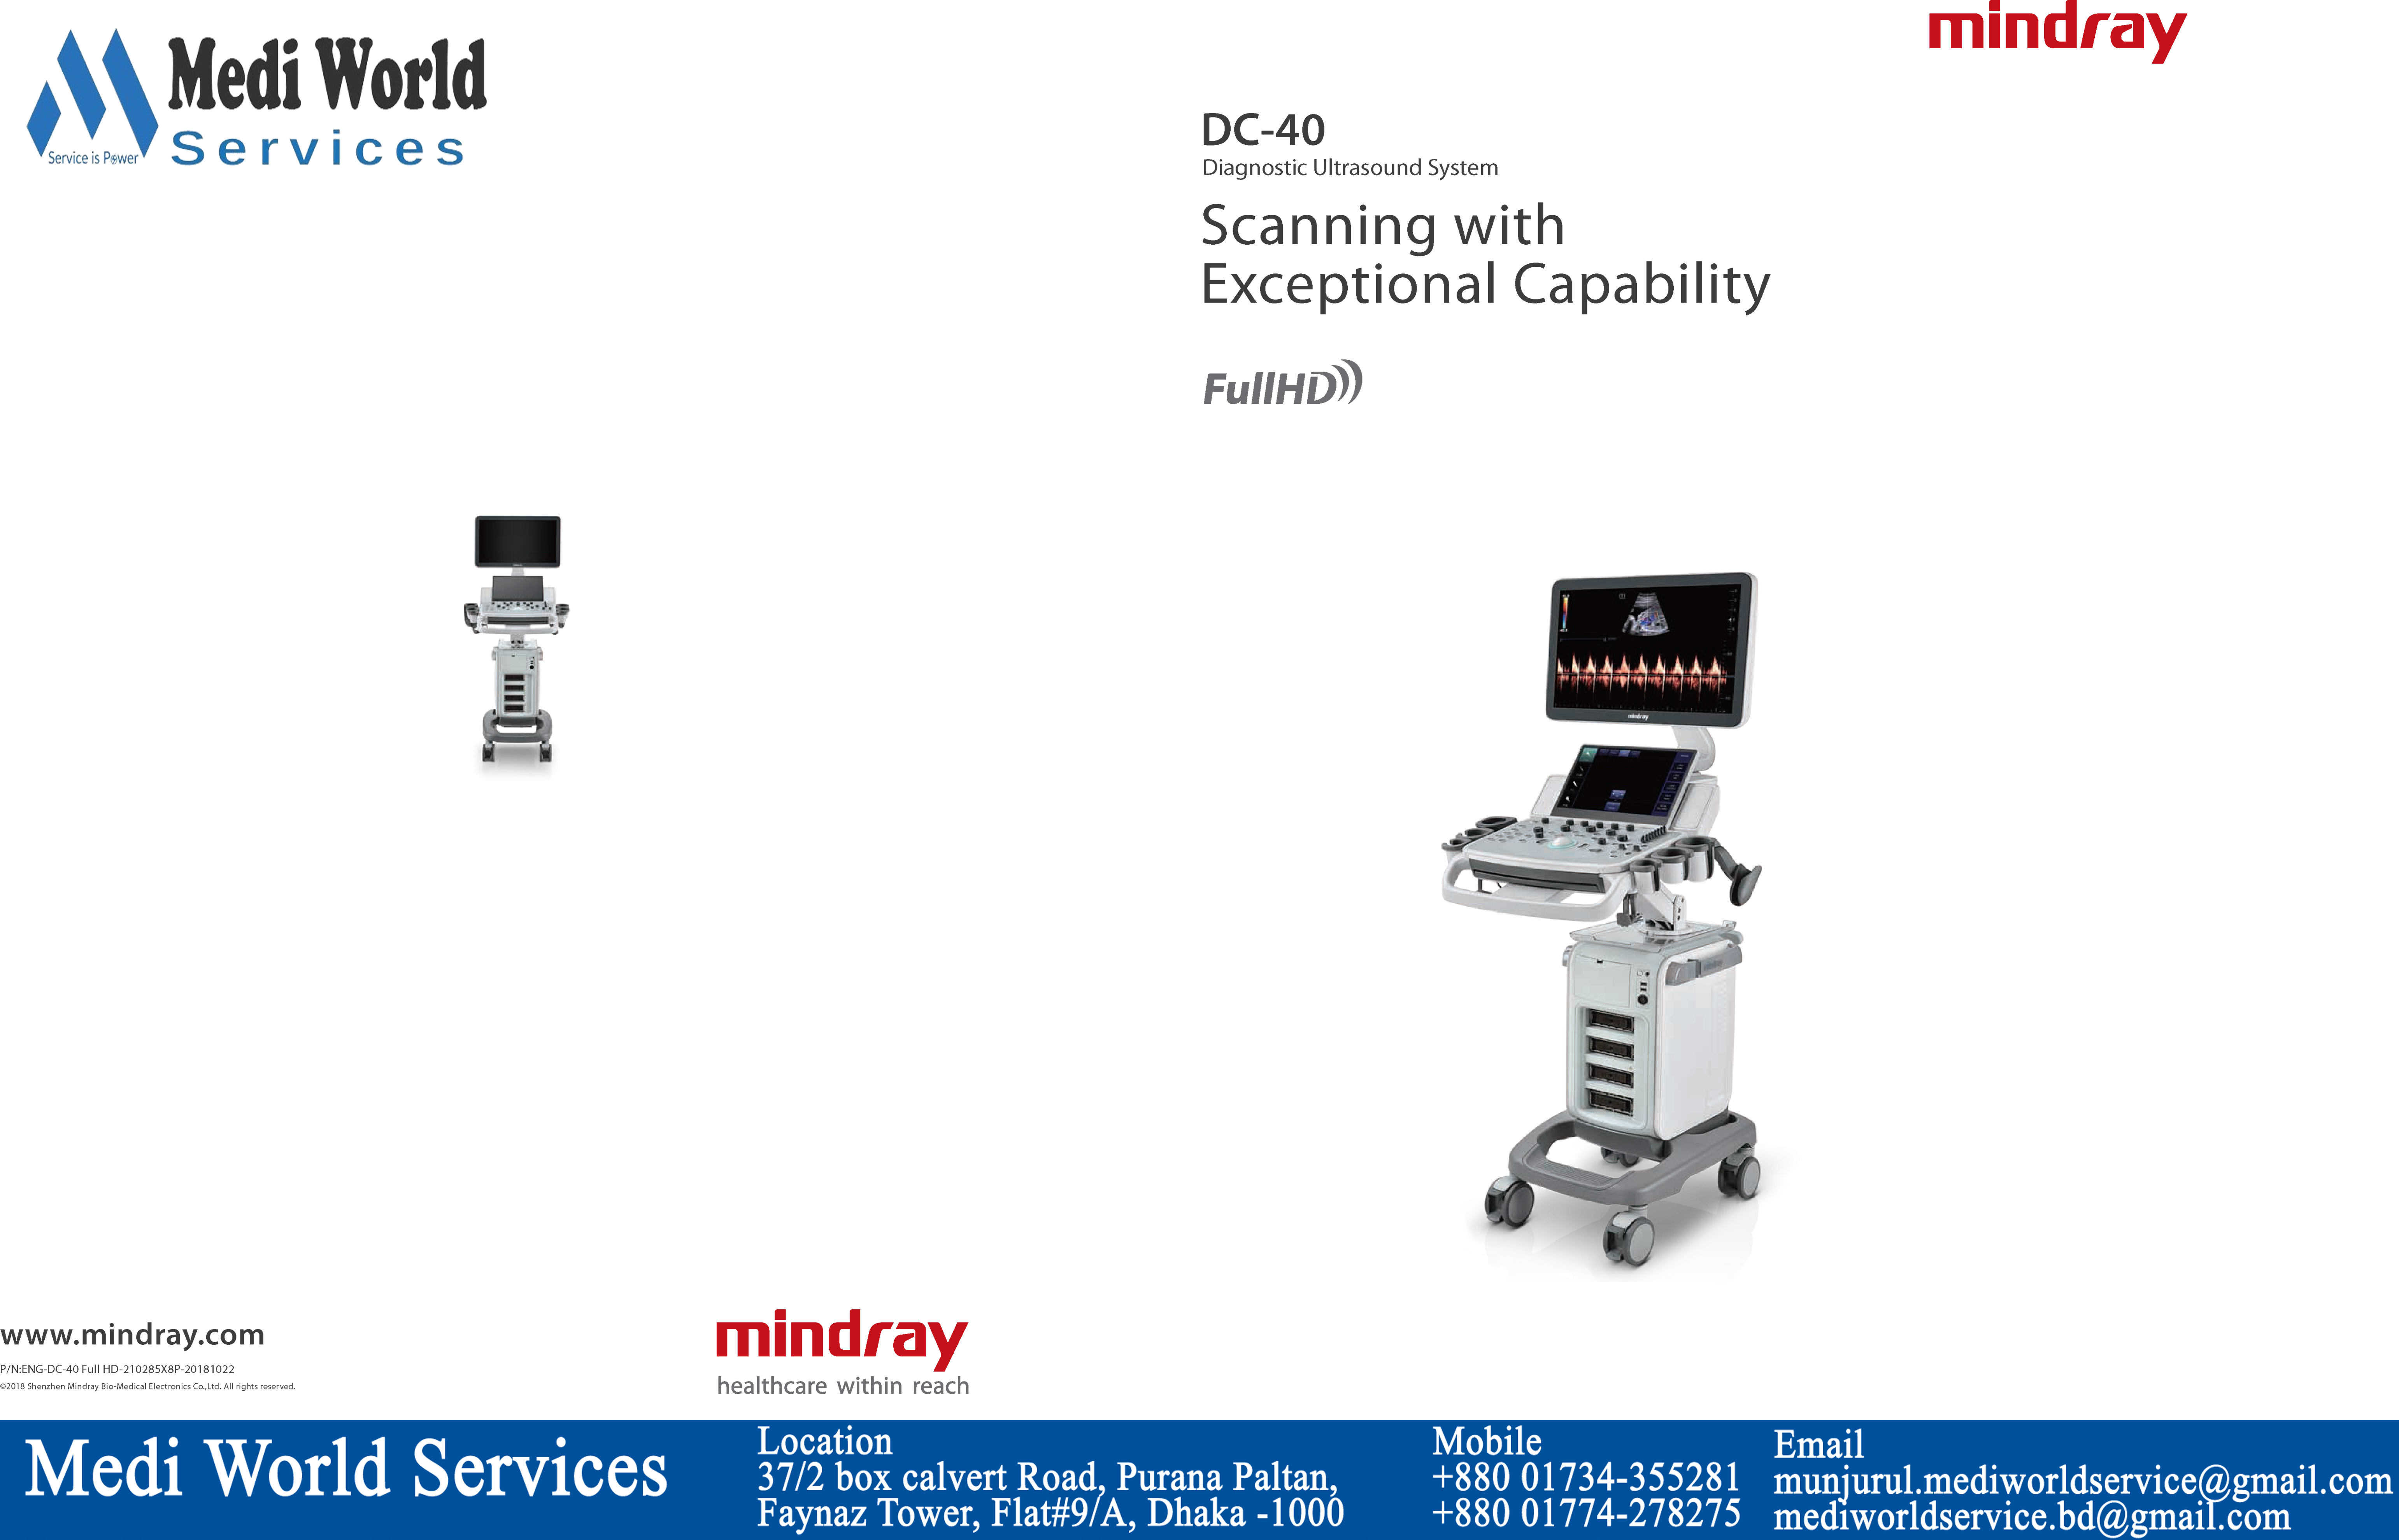 Medi World
Services
Service is Power
mindray
DC-40
Diagnostic Ultrasound System
Scanning with
Exceptional Capability
FullHD
mindray
mindray
www.mindray.com
P/N:ENG-DC-40 Full HD-210285X8P-20181022
©2018 Shenzhen Mindray Bio-Medical Electronics Co.,Ltd. All rights reserved.
mindray
healthcare within reach
Medi World Services
Location
37/2 box calvert Road, Purana Paltan,
Faynaz Tower, Flat#9/A, Dhaka -1000
Mobile
+880 01734-355281
+880 01774-278275
Email
munjurul.mediworldservice@gmail.com
mediworldservice.bd@gmail.com